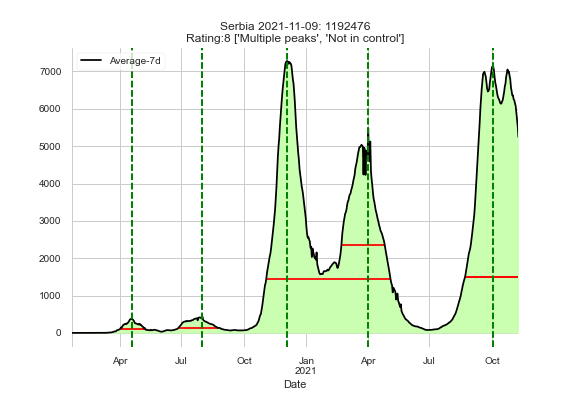 Serbia 2021-11-09: 1192476
Rating:8 ['Multiple peaks', 'Not in control']
Average-7d
7000
6000
5000
4000
3000
2000
1000
0
Apr Jul Oct Jan Apr Jul Oct
2021
Date